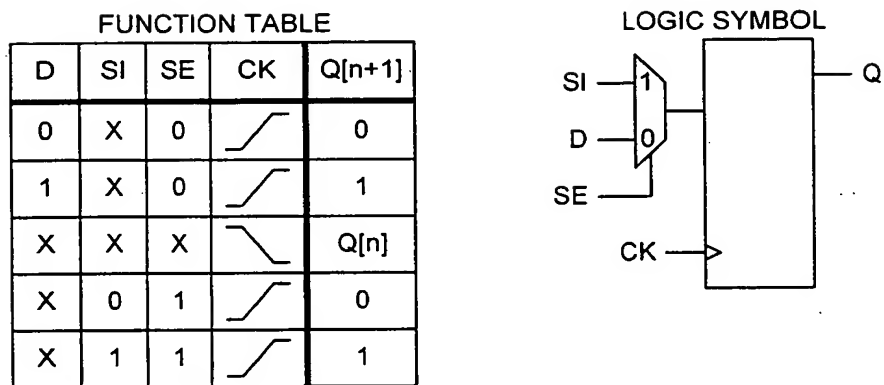 FUNCTION TABLE
D SI SE CK Q[n+1]
0 X 0 0
1 X 0 1
X X X Q[n]
X 0 1 0
X 1 1 1
LOGIC SYMBOL
SI 1 Q
D 0
SE
CK